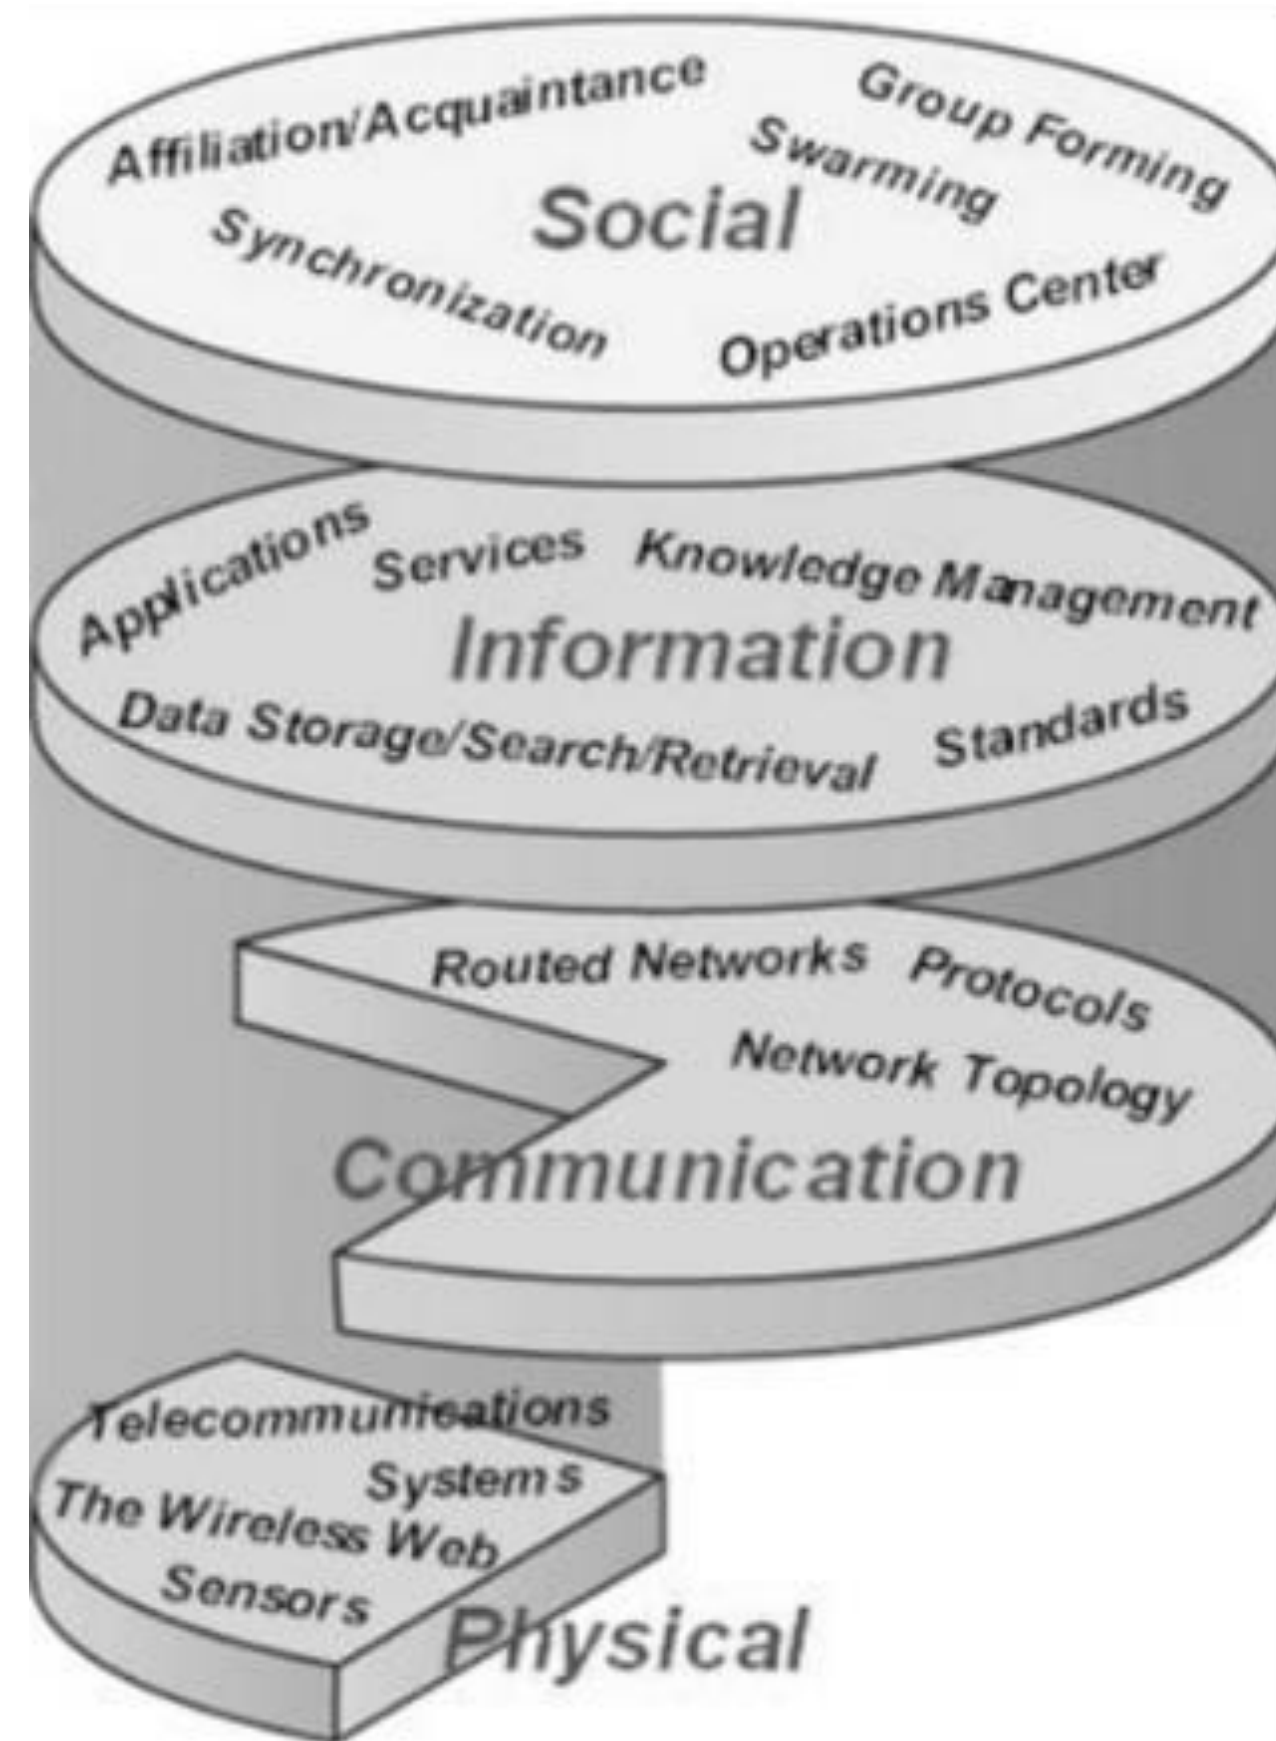 Affiliation/Acquaintance
Group Forming
Swarming
Social
Synchronization
Operations Center
Applications
Services
Knowledge Management
Information
Data Storage/Search/Retrieval
Standards
Routed Networks
Protocols
Network Topology
Communication
Telecommunications
Systems
The Wireless Web
Sensors
Physical